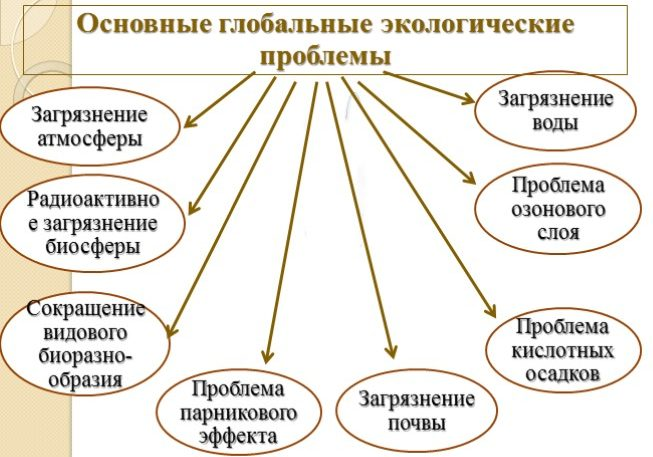 Основные глобальные экологические
проблемы
Загрязнение
атмосферы
Радиоактивно
е загрязнение
биосферы
Сокращение
видового
биоразно-
образия
Проблема
парникового
эффекта
Загрязнение
почвы
Проблема
кислотных
осадков
Проблема
озонового
слоя
Загрязнение
воды